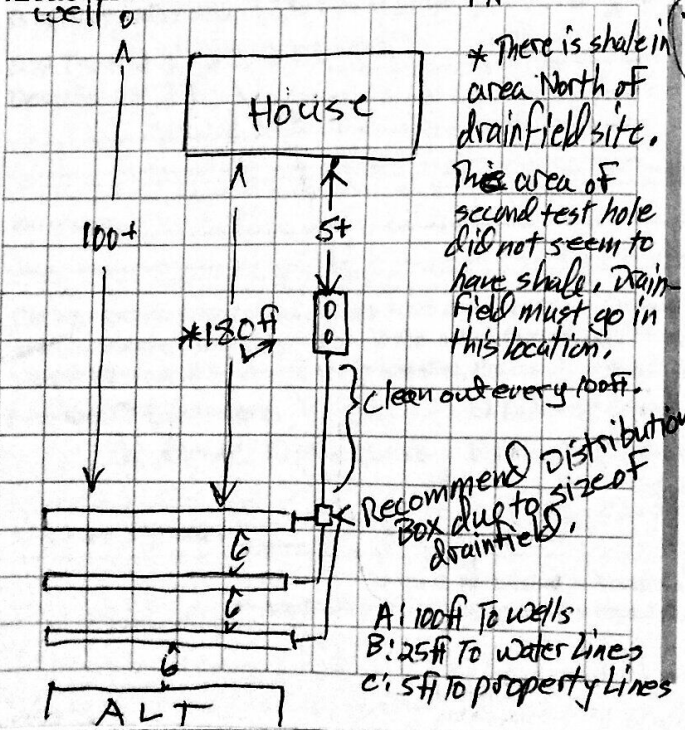 well
* There is shale in
area North of
drainfield site.
House
This area of
second test hole
did not seem to
have shale. Drain-
field must go in
this location.
100+
5+
*180ft
clean out every 100ft.
Recommend Distribution
Box due to size of
drainfield.
6
6
6
A: 100ft To wells
B: 25ft To water Lines
C: 5ft To property Lines
ALT